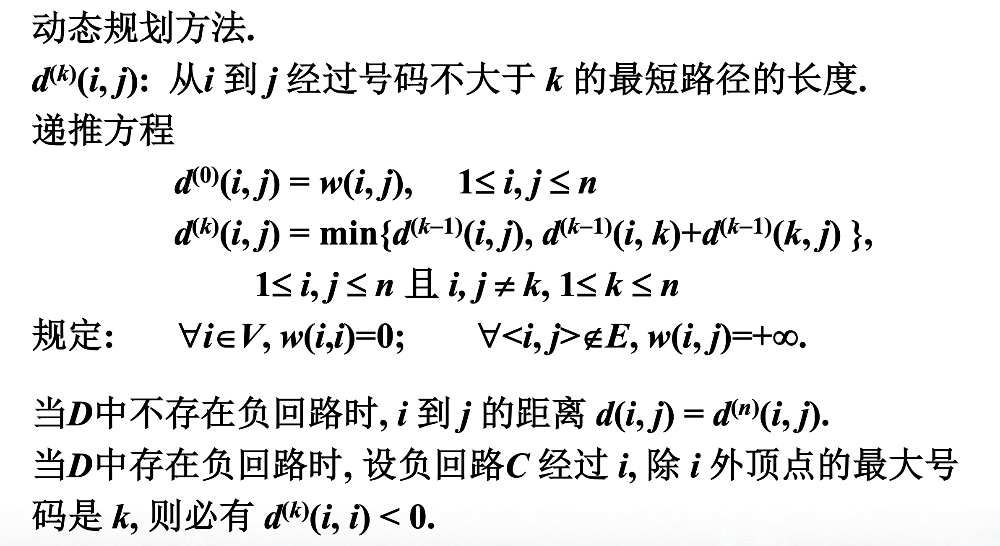 动态规划方法.
d⁽ᵏ⁾(i, j): 从i 到 j 经过号码不大于 k 的最短路径的长度.
递推方程
d⁽⁰⁾(i, j) = w(i, j), 1≤ i, j ≤ n
d⁽ᵏ⁾(i, j) = min{d⁽ᵏ⁻¹⁾(i, j), d⁽ᵏ⁻¹⁾(i, k)+d⁽ᵏ⁻¹⁾(k, j) },
1≤ i, j ≤ n 且 i, j ≠ k, 1≤ k ≤ n
规定: ∀i∈V, w(i,i)=0; ∀<i, j>∉E, w(i, j)=+∞.
当D中不存在负回路时, i 到 j 的距离 d(i, j) = d⁽ⁿ⁾(i, j).
当D中存在负回路时, 设负回路C 经过 i, 除 i 外顶点的最大号
码是 k, 则必有 d⁽ᵏ⁾(i, i) < 0.